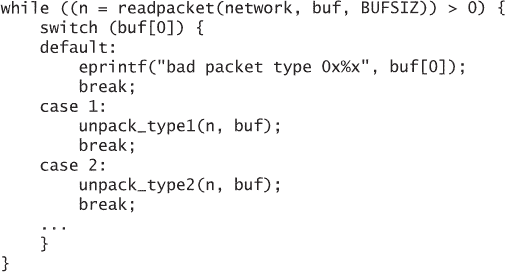 while ((n = readpacket(network, buf, BUFSIZ)) > 0) {
    switch (buf[0]) {
    default:
        eprintf("bad packet type 0x%x", buf[0]);
        break;
    case 1:
        unpack_type1(n, buf);
        break;
    case 2:
        unpack_type2(n, buf);
        break;
    ...
    }
}